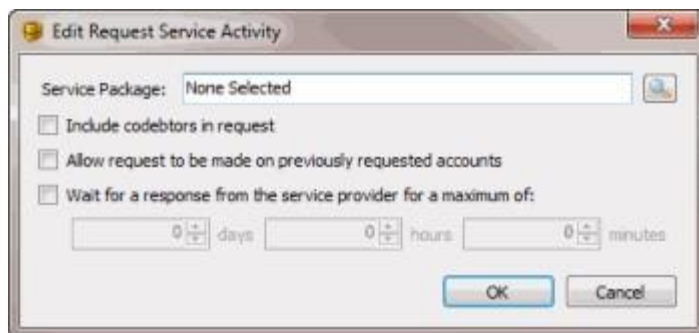 Edit Request Service Activity
Service Package: None Selected
Include codebtors in request
Allow request to be made on previously requested accounts
Wait for a response from the service provider for a maximum of:
0 days 0 hours 0 minutes
OK Cancel